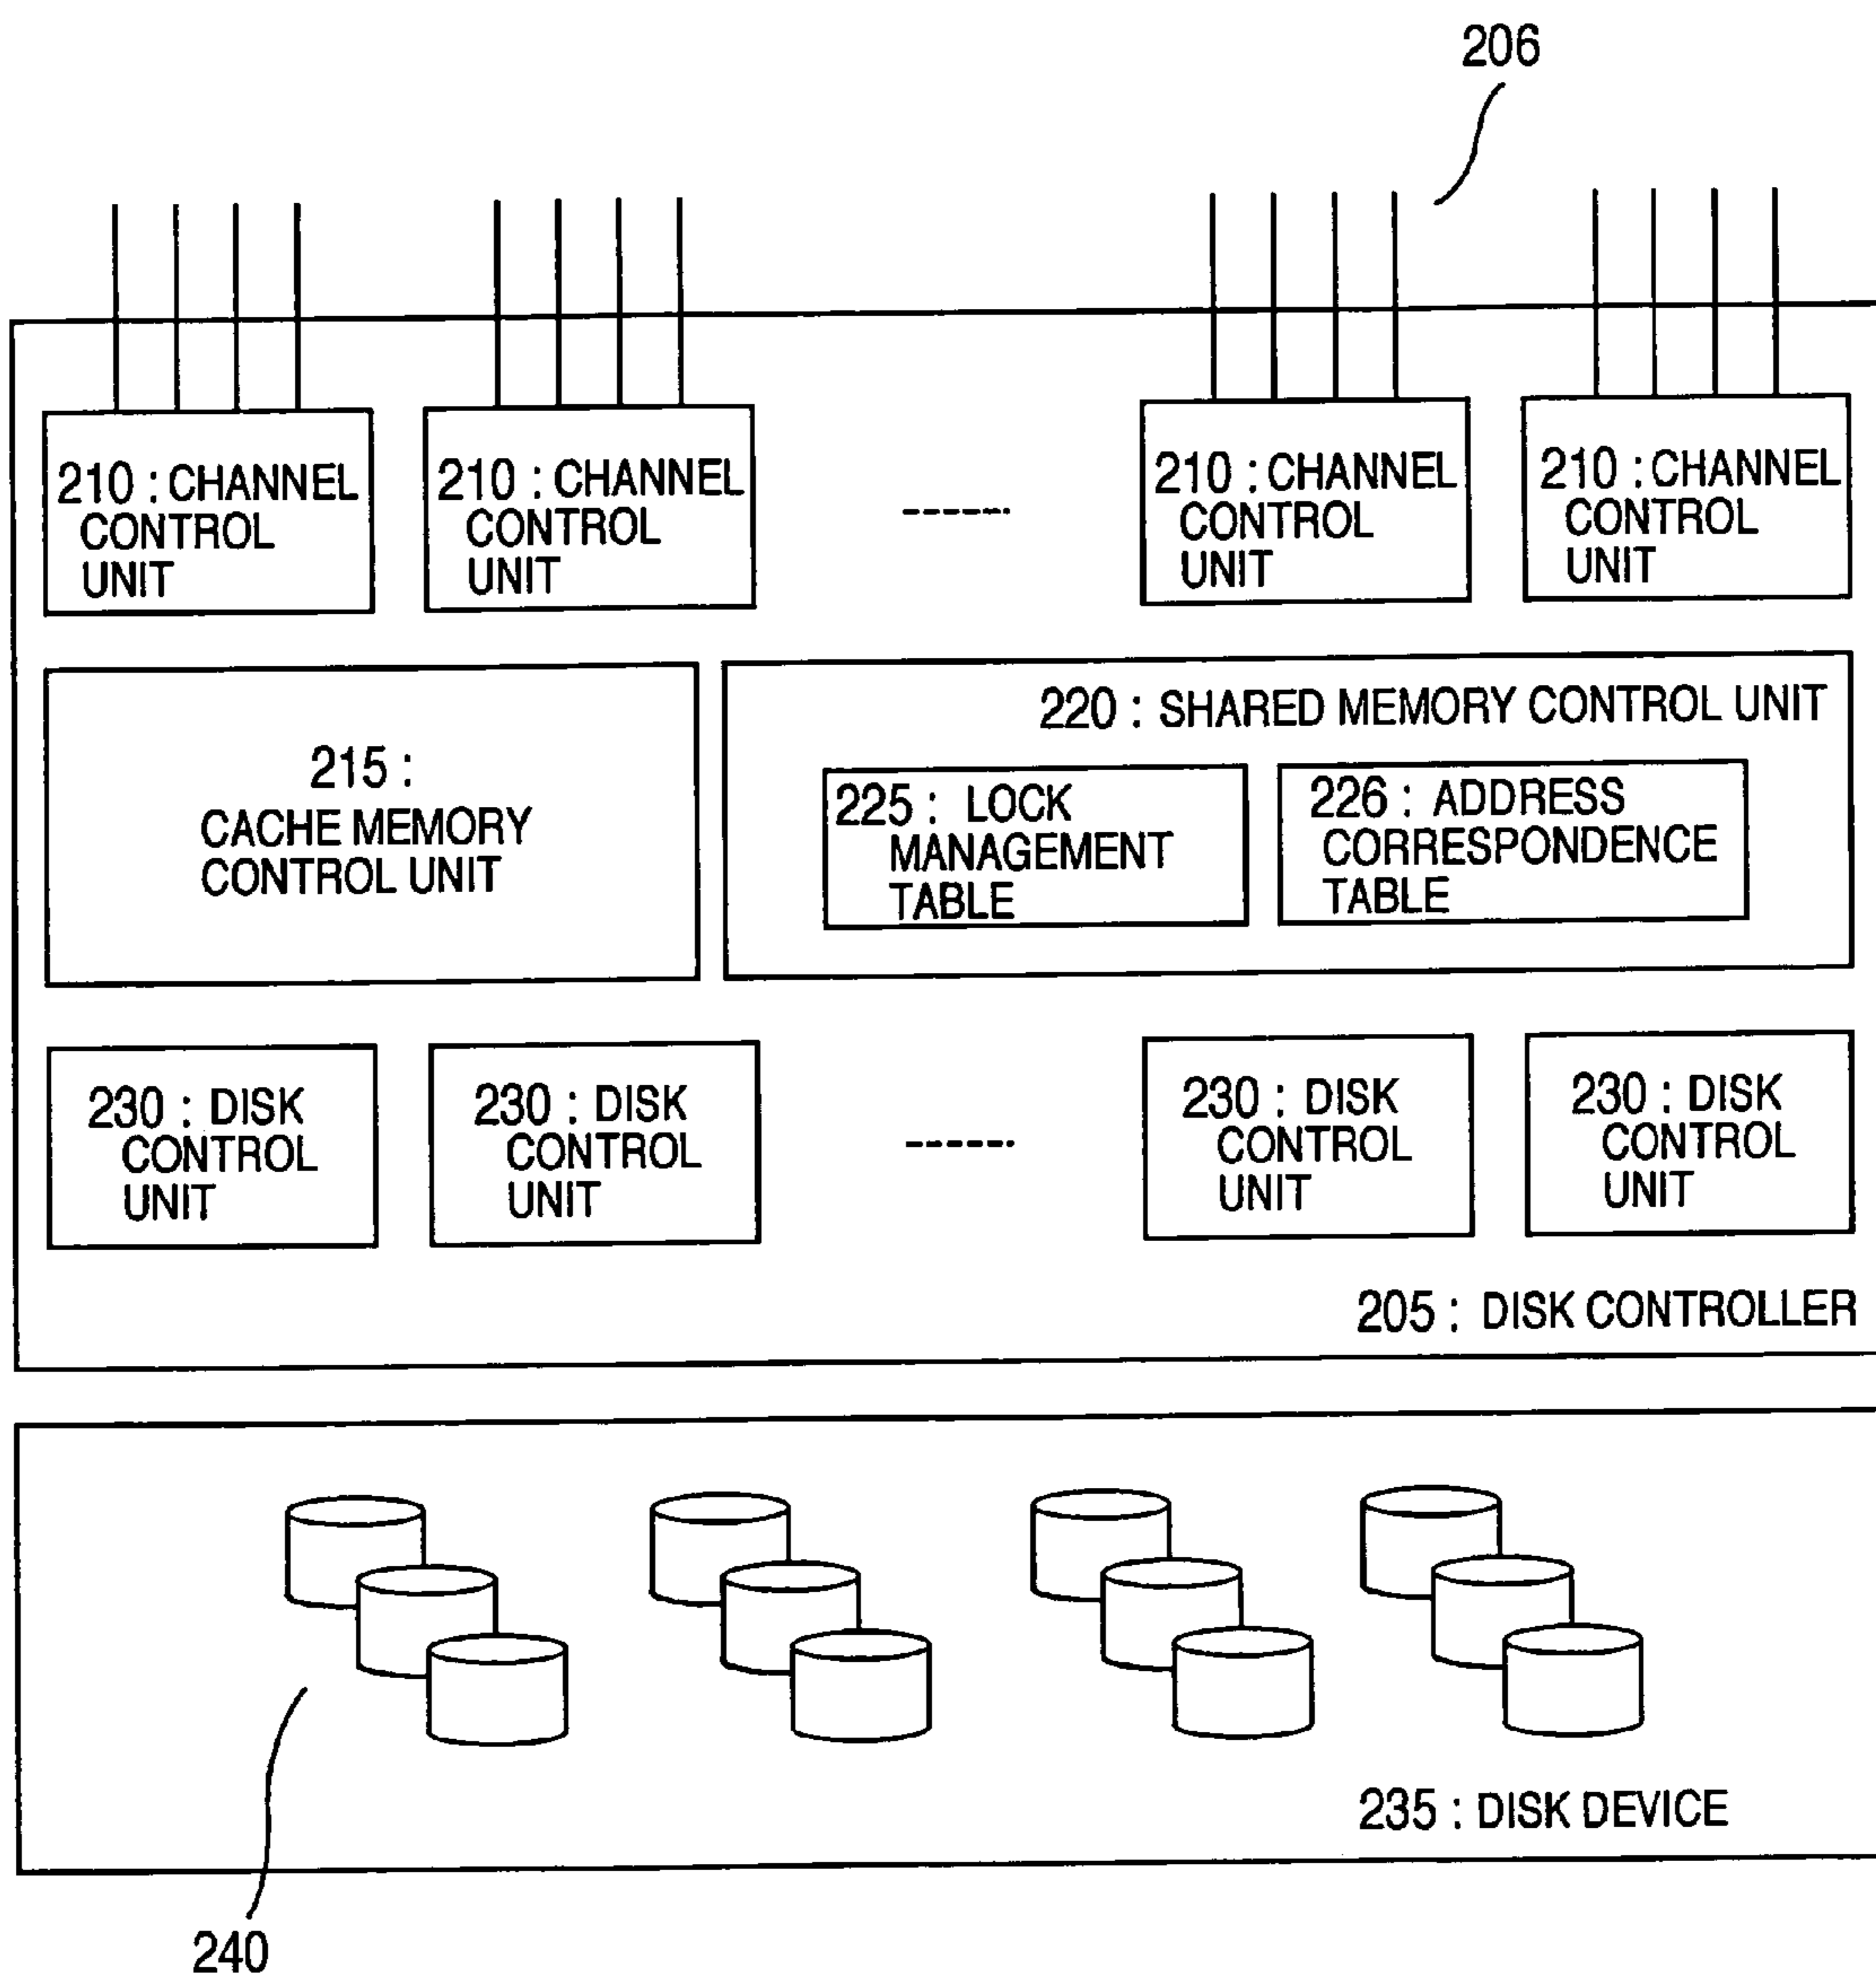 206
210 : CHANNEL
CONTROL
UNIT
210 : CHANNEL
CONTROL
UNIT
210 : CHANNEL
CONTROL
UNIT
210 : CHANNEL
CONTROL
UNIT
215 :
CACHE MEMORY
CONTROL UNIT
220 : SHARED MEMORY CONTROL UNIT
225 : LOCK
MANAGEMENT
TABLE
226 : ADDRESS
CORRESPONDENCE
TABLE
230 : DISK
CONTROL
UNIT
230 : DISK
CONTROL
UNIT
230 : DISK
CONTROL
UNIT
230 : DISK
CONTROL
UNIT
205 : DISK CONTROLLER
235 : DISK DEVICE
240